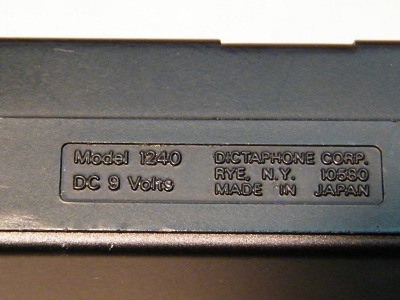 Model 1240
DC 9 Volts
DICTAPHONE CORP.
RYE, N.Y. 10580
MADE IN JAPAN